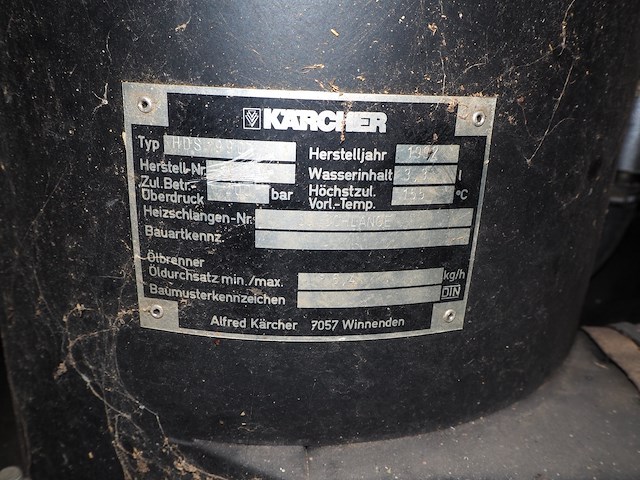 KÄRCHER
Typ HDS
Herstelljahr
Herstell-Nr.
Wasserinhalt l
Zul. Betr.-
Überdruck bar
Höchstzul.
Vorl.-Temp. °C
Heizschlangen-Nr.
Bauartkennz.
Ölbrenner
Öldurchsatz min./max. kg/h
Baumusterkennzeichen DIN
Alfred Kärcher 7057 Winnenden